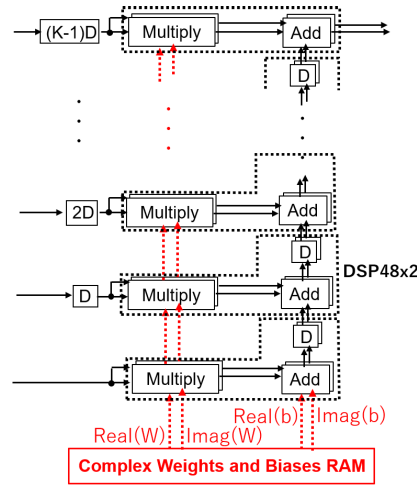 (K-1)D
Multiply
Add
D
2D
Multiply
Add
D
DSP48x2
D
Multiply
Add
D
Multiply
Add
Real(W)
Imag(W)
Real(b)
Imag(b)
Complex Weights and Biases RAM